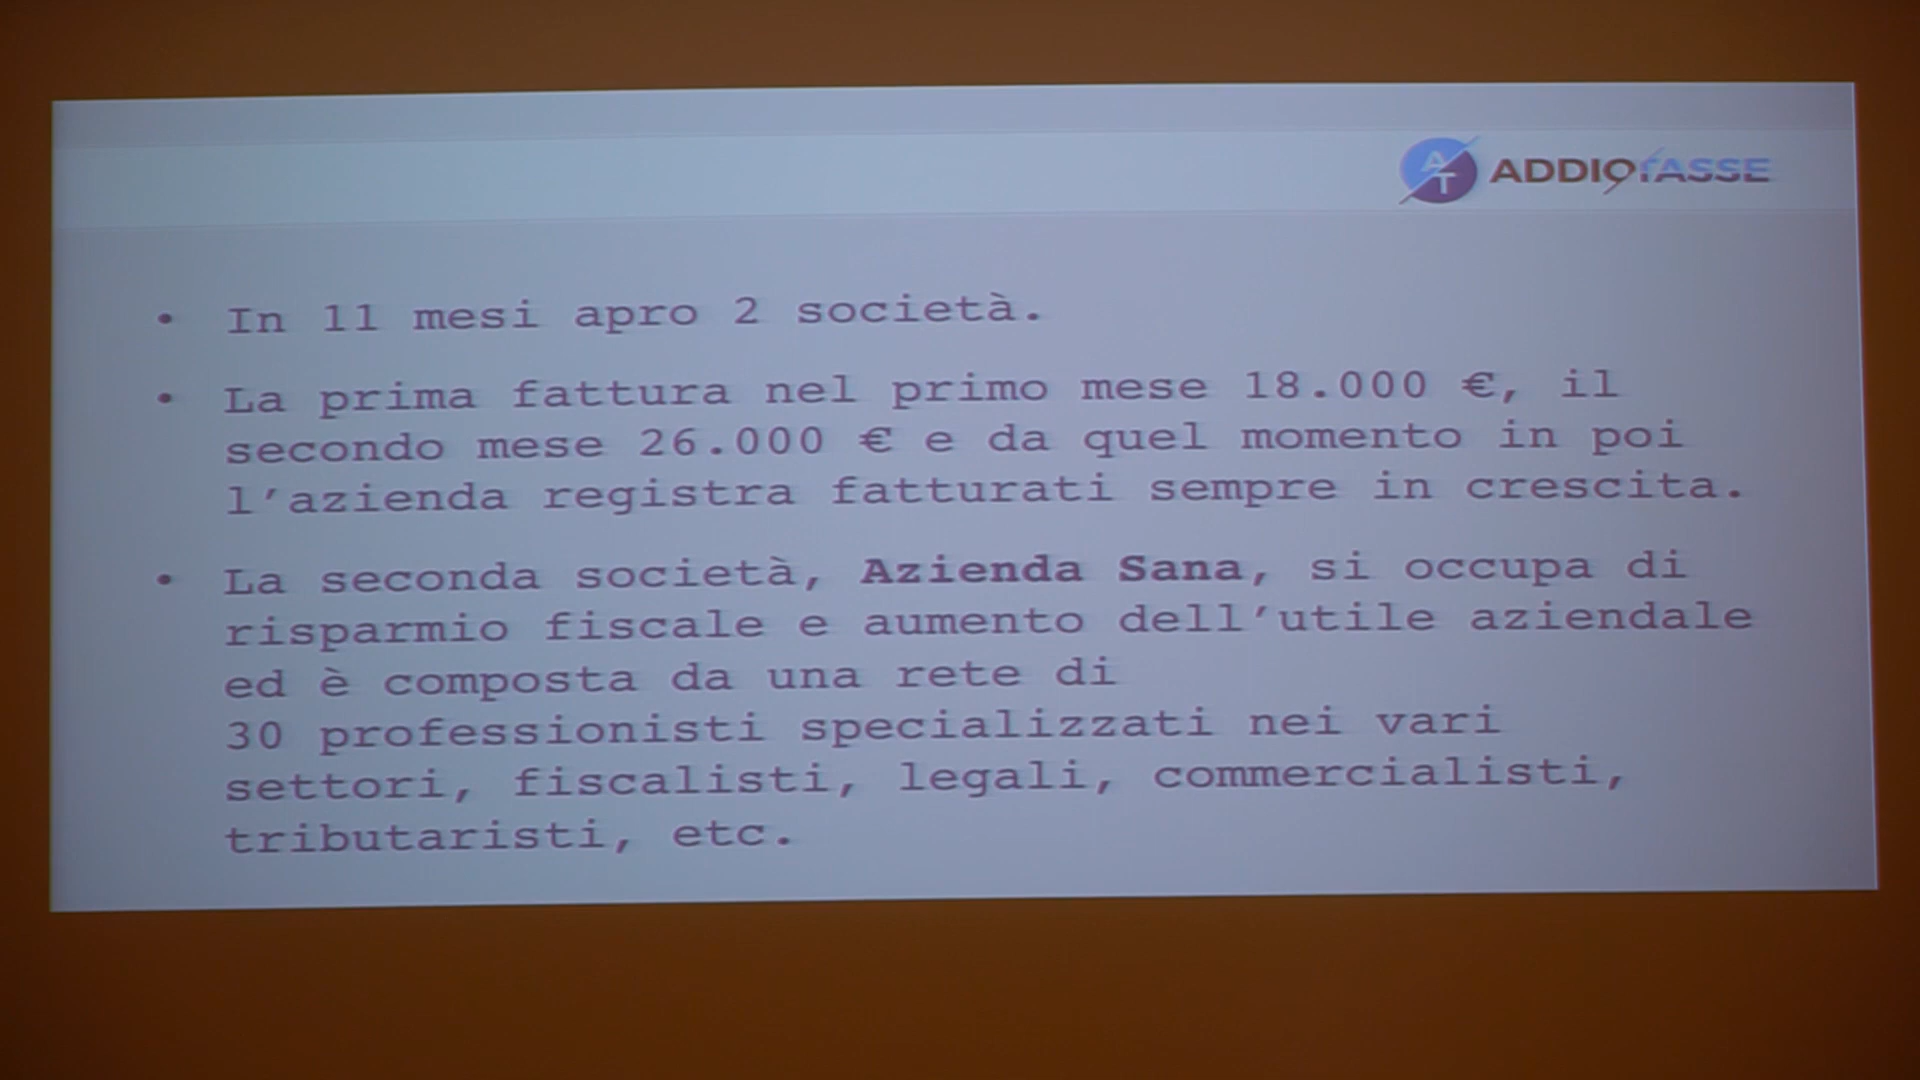 AT ADDIOTASSE
• In 11 mesi apro 2 società.
• La prima fattura nel primo mese 18.000 €, il
secondo mese 26.000 € e da quel momento in poi
l’azienda registra fatturati sempre in crescita.
• La seconda società, Azienda Sana, si occupa di
risparmio fiscale e aumento dell’utile aziendale
ed è composta da una rete di
30 professionisti specializzati nei vari
settori, fiscalisti, legali, commercialisti,
tributaristi, etc.